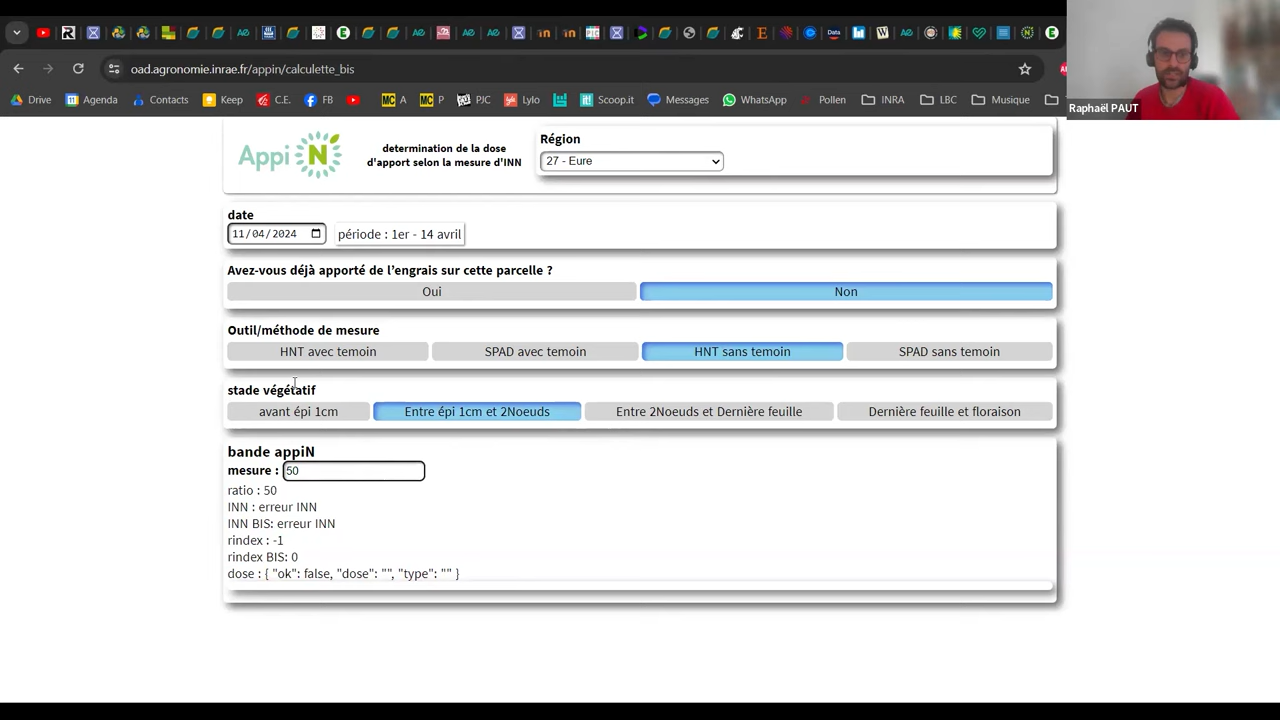 oad.agronomie.inrae.fr/appin/calculette_bis
Drive
Agenda
Contacts
Keep
C.E.
FB
MC A
MC P
PJC
Lylo
Scoop.it
Messages
WhatsApp
Pollen
INRA
LBC
Musique
Raphaël PAUT
Appi N
determination de la dose
d'apport selon la mesure d'INN
Région
27 - Eure
date
11/04/2024
période : 1er - 14 avril
Avez-vous déjà apporté de l'engrais sur cette parcelle ?
Oui
Non
Outil/méthode de mesure
HNT avec temoin
SPAD avec temoin
HNT sans temoin
SPAD sans temoin
stade végétatif
avant épi 1cm
Entre épi 1cm et 2Noeuds
Entre 2Noeuds et Dernière feuille
Dernière feuille et floraison
bande appiN
mesure : 50
ratio : 50
INN : erreur INN
INN BIS: erreur INN
rindex : -1
rindex BIS: 0
dose : { "ok": false, "dose": "", "type": "" }